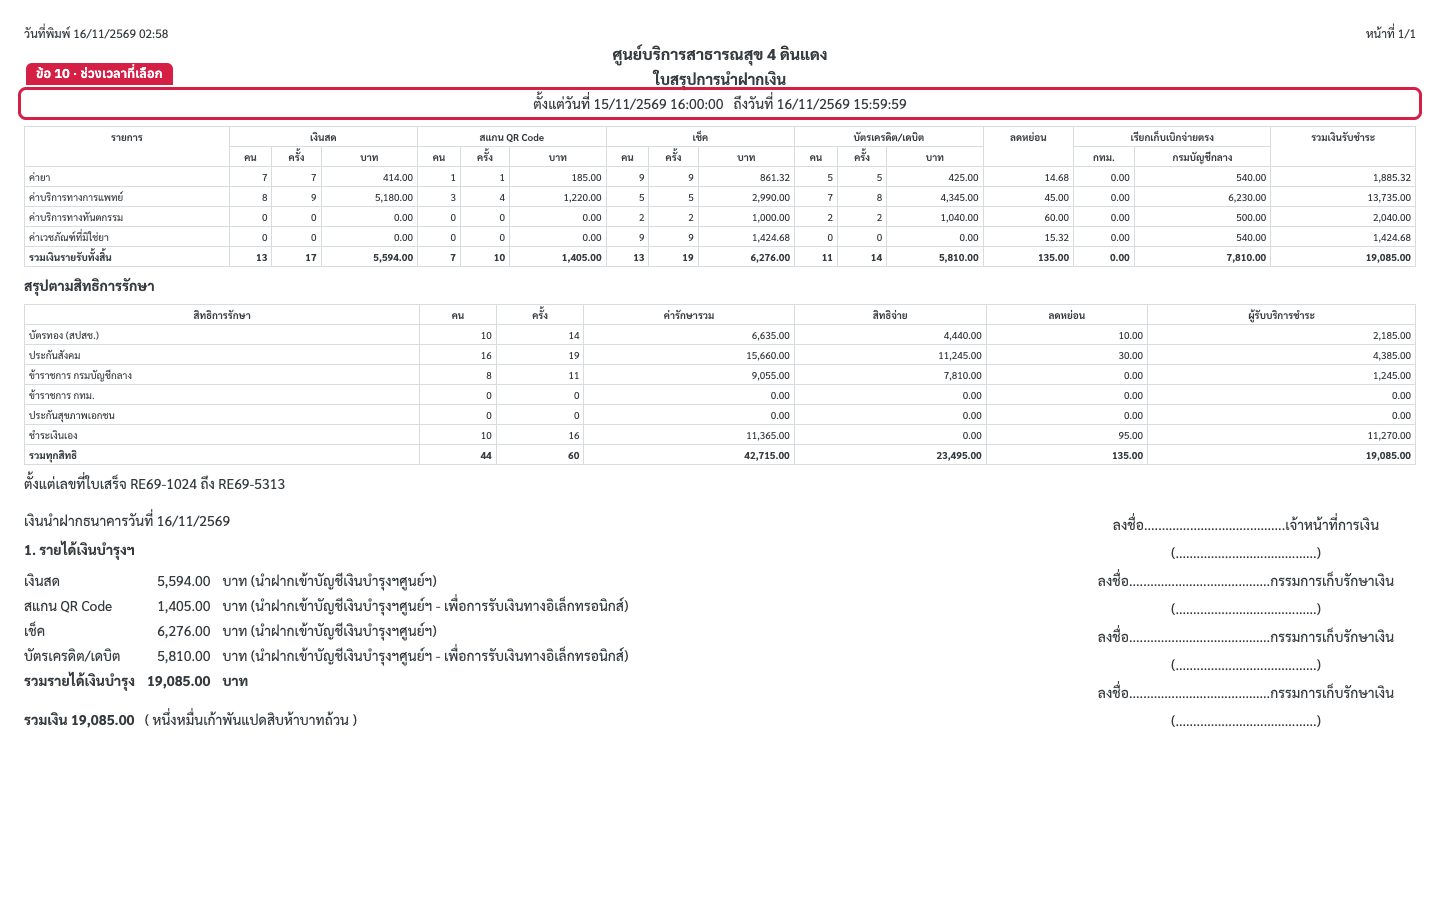 วันที่พิมพ์ 16/11/2569 02:58 หน้าที่ 1/1
ศูนย์บริการสาธารณสุข 4 ดินแดง
ข้อ 10 · ช่วงเวลาที่เลือก
ใบสรุปการนำฝากเงิน
ตั้งแต่วันที่ 15/11/2569 16:00:00 ถึงวันที่ 16/11/2569 15:59:59
รายการ เงินสด สแกน QR Code เช็ค บัตรเครดิต/เดบิต ลดหย่อน เรียกเก็บเบิกจ่ายตรง รวมเงินรับชำระ
คน ครั้ง บาท คน ครั้ง บาท คน ครั้ง บาท คน ครั้ง บาท กทม. กรมบัญชีกลาง
ค่ายา 7 7 414.00 1 1 185.00 9 9 861.32 5 5 425.00 14.68 0.00 540.00 1,885.32
ค่าบริการทางการแพทย์ 8 9 5,180.00 3 4 1,220.00 5 5 2,990.00 7 8 4,345.00 45.00 0.00 6,230.00 13,735.00
ค่าบริการทางทันตกรรม 0 0 0.00 0 0 0.00 2 2 1,000.00 2 2 1,040.00 60.00 0.00 500.00 2,040.00
ค่าเวชภัณฑ์ที่มิใช่ยา 0 0 0.00 0 0 0.00 9 9 1,424.68 0 0 0.00 15.32 0.00 540.00 1,424.68
รวมเงินรายรับทั้งสิ้น 13 17 5,594.00 7 10 1,405.00 13 19 6,276.00 11 14 5,810.00 135.00 0.00 7,810.00 19,085.00
สรุปตามสิทธิการรักษา
สิทธิการรักษา คน ครั้ง ค่ารักษารวม สิทธิจ่าย ลดหย่อน ผู้รับบริการชำระ
บัตรทอง (สปสช.) 10 14 6,635.00 4,440.00 10.00 2,185.00
ประกันสังคม 16 19 15,660.00 11,245.00 30.00 4,385.00
ข้าราชการ กรมบัญชีกลาง 8 11 9,055.00 7,810.00 0.00 1,245.00
ข้าราชการ กทม. 0 0 0.00 0.00 0.00 0.00
ประกันสุขภาพเอกชน 0 0 0.00 0.00 0.00 0.00
ชำระเงินเอง 10 16 11,365.00 0.00 95.00 11,270.00
รวมทุกสิทธิ 44 60 42,715.00 23,495.00 135.00 19,085.00
ตั้งแต่เลขที่ใบเสร็จ RE69-1024 ถึง RE69-5313
เงินนำฝากธนาคารวันที่ 16/11/2569
1. รายได้เงินบำรุงฯ
เงินสด 5,594.00 บาท (นำฝากเข้าบัญชีเงินบำรุงฯศูนย์ฯ)
สแกน QR Code 1,405.00 บาท (นำฝากเข้าบัญชีเงินบำรุงฯศูนย์ฯ - เพื่อการรับเงินทางอิเล็กทรอนิกส์)
เช็ค 6,276.00 บาท (นำฝากเข้าบัญชีเงินบำรุงฯศูนย์ฯ)
บัตรเครดิต/เดบิต 5,810.00 บาท (นำฝากเข้าบัญชีเงินบำรุงฯศูนย์ฯ - เพื่อการรับเงินทางอิเล็กทรอนิกส์)
รวมรายได้เงินบำรุง 19,085.00 บาท
รวมเงิน 19,085.00 ( หนึ่งหมื่นเก้าพันแปดสิบห้าบาทถ้วน )
ลงชื่อ........................................เจ้าหน้าที่การเงิน
(........................................)
ลงชื่อ........................................กรรมการเก็บรักษาเงิน
(........................................)
ลงชื่อ........................................กรรมการเก็บรักษาเงิน
(........................................)
ลงชื่อ........................................กรรมการเก็บรักษาเงิน
(........................................)